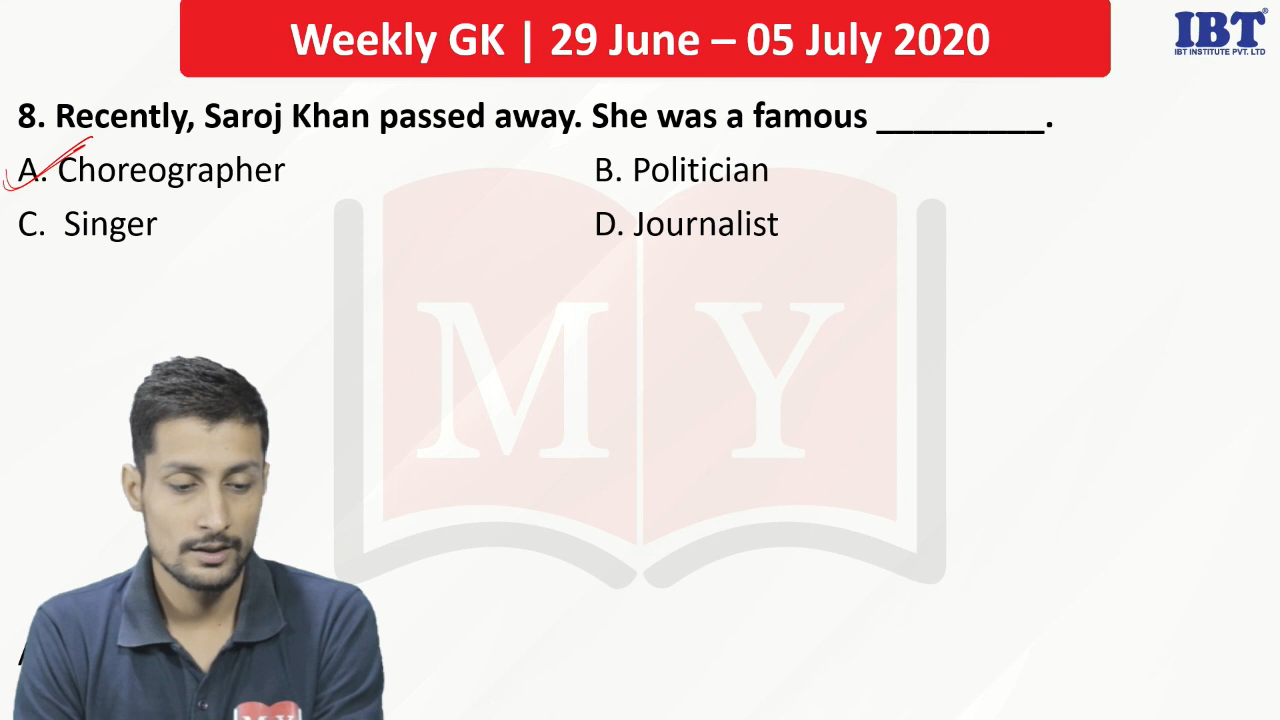 Weekly GK | 29 June – 05 July 2020
IBT®
IBT INSTITUTE PVT. LTD
8. Recently, Saroj Khan passed away. She was a famous _________.
A. Choreographer
B. Politician
C. Singer
D. Journalist
M Y
M Y